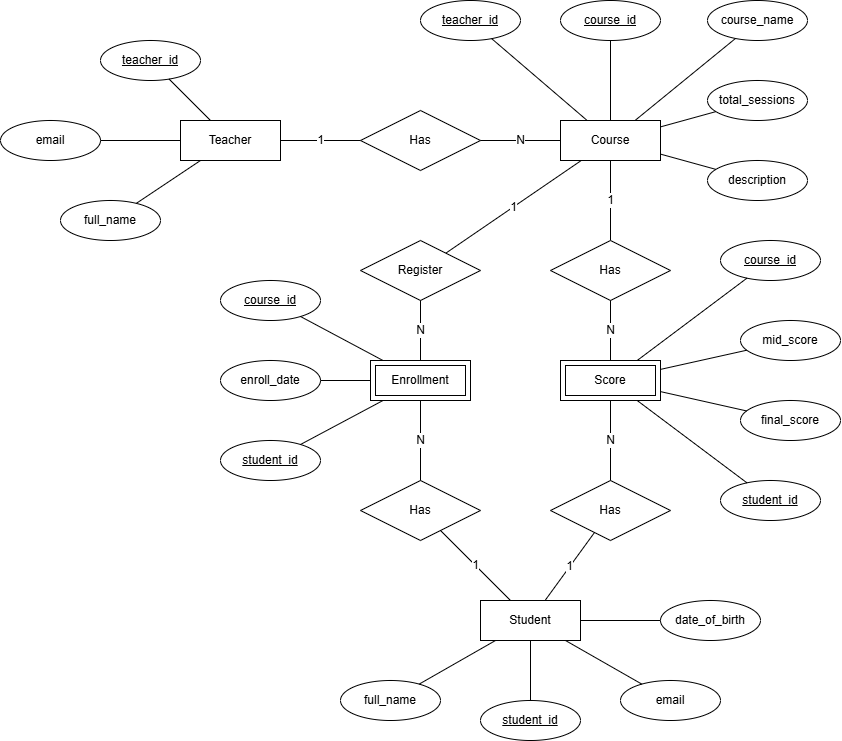 teacher_id
course_id
course_name
teacher_id
total_sessions
email
Teacher
1
Has
N
Course
description
full_name
1
1
course_id
Register
Has
course_id
N
N
mid_score
enroll_date
Enrollment
Score
final_score
N
N
student_id
student_id
Has
Has
1
1
Student
date_of_birth
full_name
email
student_id